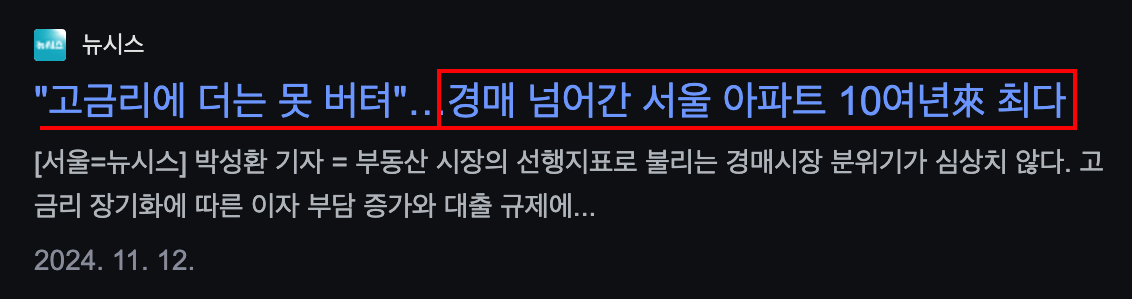 뉴시스
뉴시스
"고금리에 더는 못 버텨"…경매 넘어간 서울 아파트 10여년來 최다
[서울=뉴시스] 박성환 기자 = 부동산 시장의 선행지표로 불리는 경매시장 분위기가 심상치 않다. 고
금리 장기화에 따른 이자 부담 증가와 대출 규제에...
2024. 11. 12.